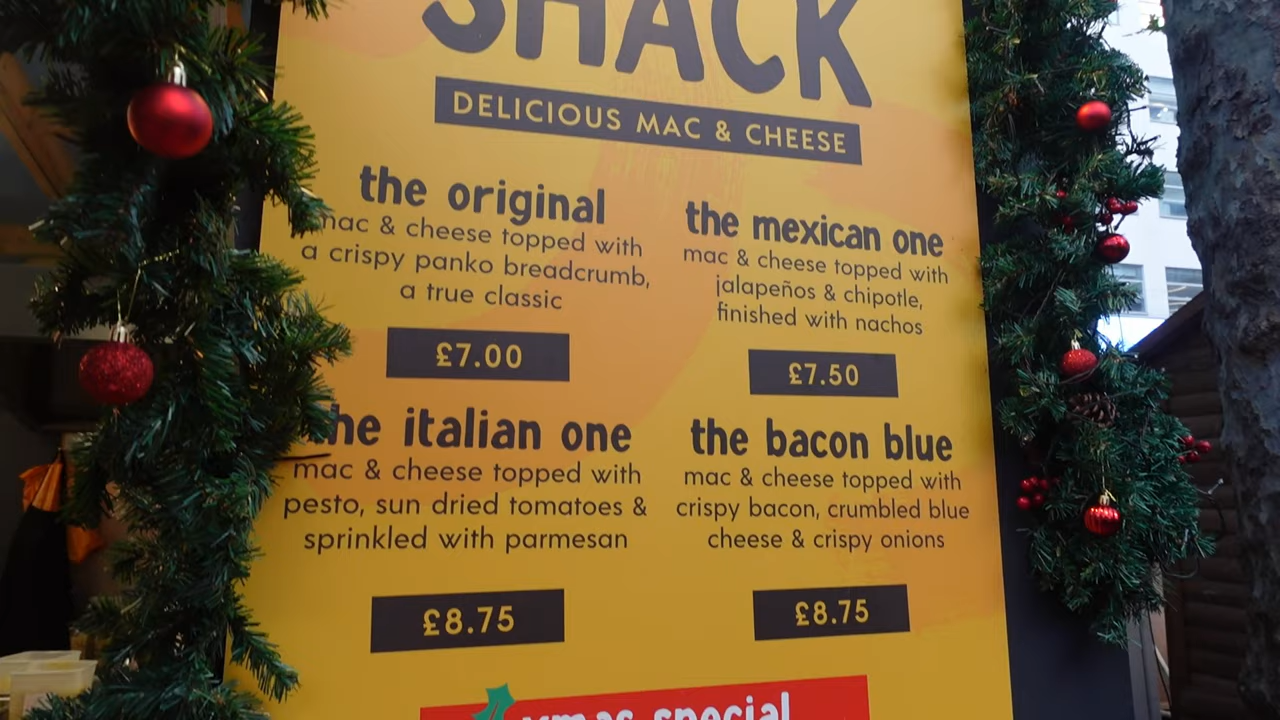 SHACK
DELICIOUS MAC & CHEESE
the original
mac & cheese topped with
a crispy panko breadcrumb,
a true classic
£7.00
the mexican one
mac & cheese topped with
jalapeños & chipotle,
finished with nachos
£7.50
the italian one
mac & cheese topped with
pesto, sun dried tomatoes &
sprinkled with parmesan
£8.75
the bacon blue
mac & cheese topped with
crispy bacon, crumbled blue
cheese & crispy onions
£8.75
xmas special